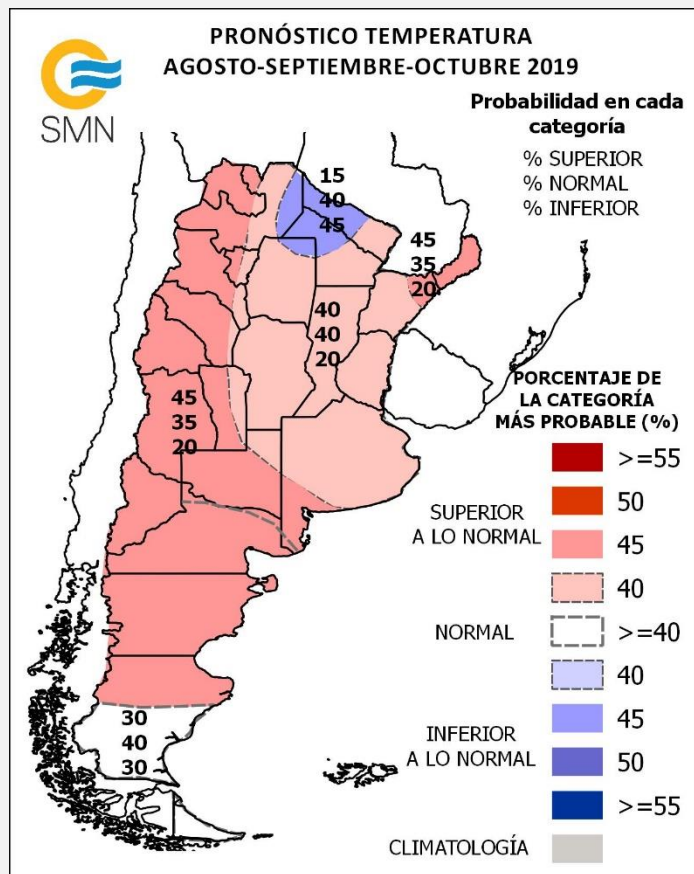 PRONÓSTICO TEMPERATURA
AGOSTO-SEPTIEMBRE-OCTUBRE 2019
SMN
Probabilidad en cada
categoría
% SUPERIOR
% NORMAL
% INFERIOR
15
40
45
45
35
20
40
40
20
45
35
20
30
40
30
PORCENTAJE DE
LA CATEGORÍA
MÁS PROBABLE (%)
>=55
50
SUPERIOR
A LO NORMAL
45
40
NORMAL
>=40
40
45
INFERIOR
A LO NORMAL
50
>=55
CLIMATOLOGÍA